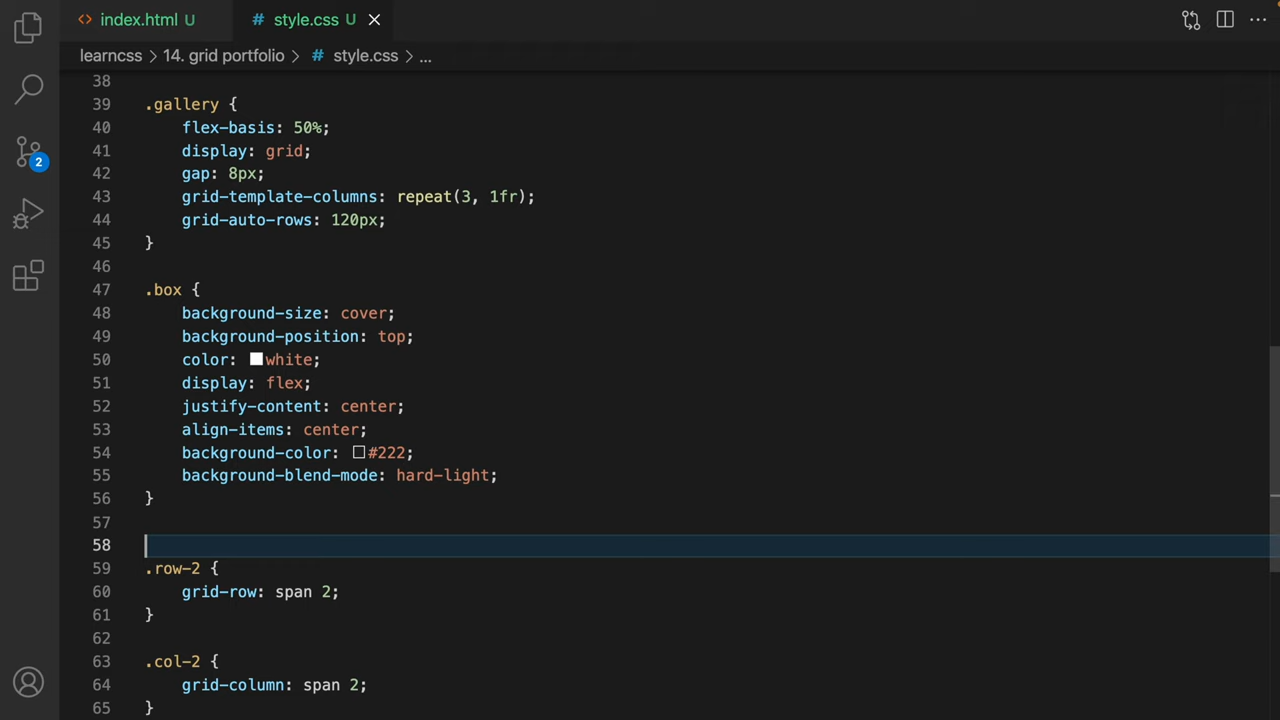 index.html U
style.css U
learncss > 14. grid portfolio > # style.css > ...
38
39 .gallery {
40 flex-basis: 50%;
41 display: grid;
42 gap: 8px;
43 grid-template-columns: repeat(3, 1fr);
44 grid-auto-rows: 120px;
45 }
46
47 .box {
48 background-size: cover;
49 background-position: top;
50 color: white;
51 display: flex;
52 justify-content: center;
53 align-items: center;
54 background-color: #222;
55 background-blend-mode: hard-light;
56 }
57
58
59 .row-2 {
60 grid-row: span 2;
61 }
62
63 .col-2 {
64 grid-column: span 2;
65 }
2